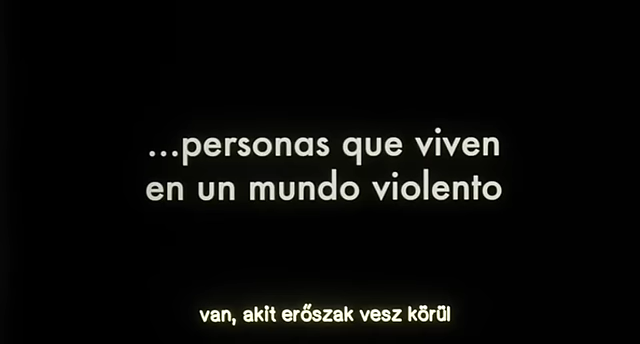 ...personas que viven
en un mundo violento
van, akit erőszak vesz körül